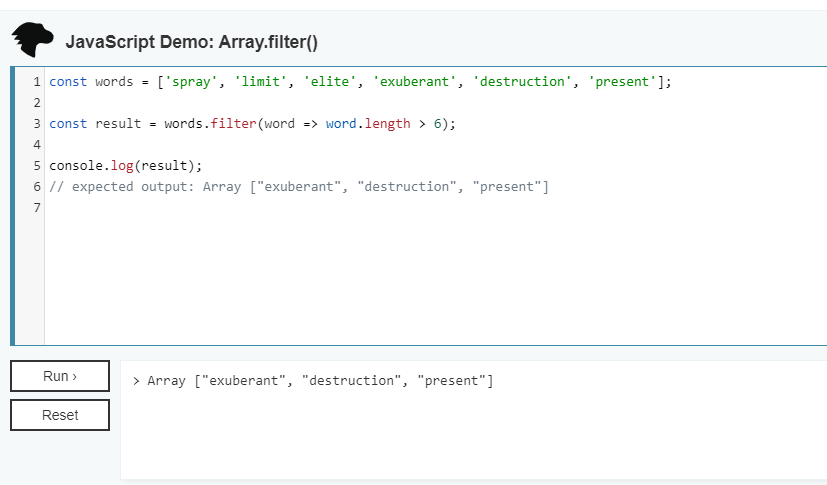 JavaScript Demo: Array.filter()
1 const words = ['spray', 'limit', 'elite', 'exuberant', 'destruction', 'present'];
2
3 const result = words.filter(word => word.length > 6);
4
5 console.log(result);
6 // expected output: Array ["exuberant", "destruction", "present"]
7
Run ›
> Array ["exuberant", "destruction", "present"]
Reset